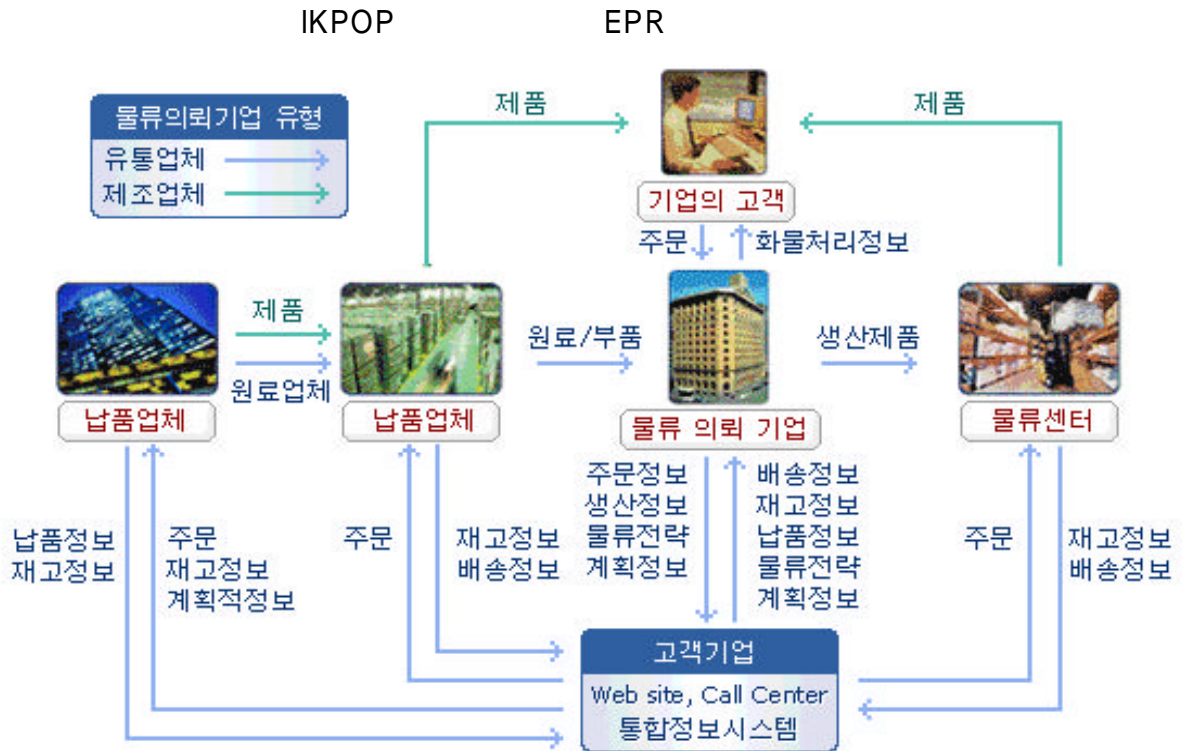 IKPOP EPR
물류의뢰기업 유형
유통업체
제조업체
제품
제품
기업의 고객
주문
화물처리정보
제품
원료업체
원료/부품
생산제품
납품업체
납품업체
물류 의뢰 기업
물류센터
납품정보
재고정보
주문
재고정보
계획적정보
주문
재고정보
배송정보
주문정보
생산정보
물류전략
계획정보
배송정보
재고정보
납품정보
물류전략
계획정보
주문
재고정보
배송정보
고객기업
Web site, Call Center
통합정보시스템